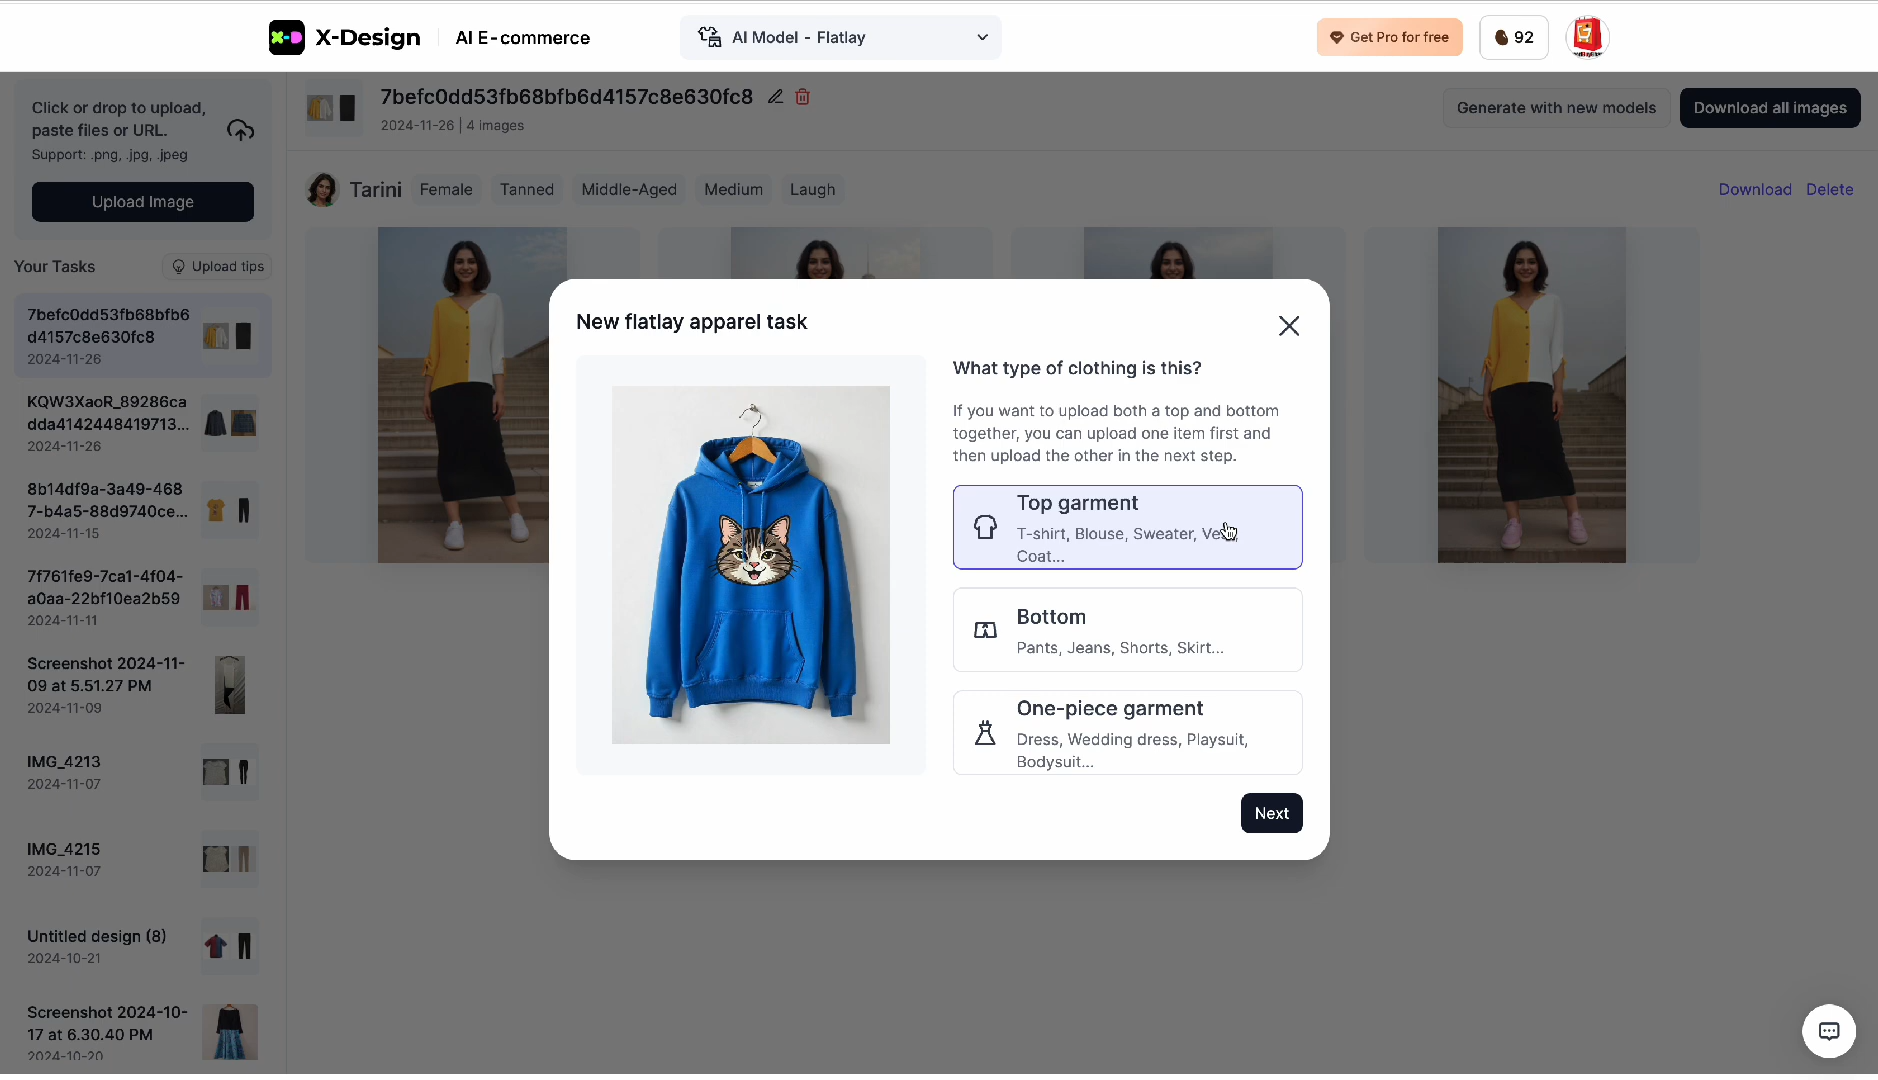 X-Design
AI E-commerce
AI Model - Flatlay
Get Pro for free
92
Click or drop to upload,
paste files or URL.
Support: .png, .jpg, .jpeg
Upload Image
Your Tasks
Upload tips
7befc0dd53fb68bfb6
d4157c8e630fc8
2024-11-26
KQW3XaoR_89286ca
dda4142448419713...
2024-11-26
8b14df9a-3a49-468
7-b4a5-88d9740ce...
2024-11-15
7f761fe9-7ca1-4f04-
a0aa-22bf10ea2b59
2024-11-11
Screenshot 2024-11-
09 at 5.51.27 PM
2024-11-09
IMG_4213
2024-11-07
IMG_4215
2024-11-07
Untitled design (8)
2024-10-21
Screenshot 2024-10-
17 at 6.30.40 PM
2024-10-20
7befc0dd53fb68bfb6d4157c8e630fc8
2024-11-26 | 4 images
Generate with new models
Download all images
Tarini
Female
Tanned
Middle-Aged
Medium
Laugh
Download
Delete
New flatlay apparel task
What type of clothing is this?
If you want to upload both a top and bottom
together, you can upload one item first and
then upload the other in the next step.
Top garment
T-shirt, Blouse, Sweater,
Coat...
Bottom
Pants, Jeans, Shorts, Skirt...
One-piece garment
Dress, Wedding dress, Playsuit,
Bodysuit...
Next